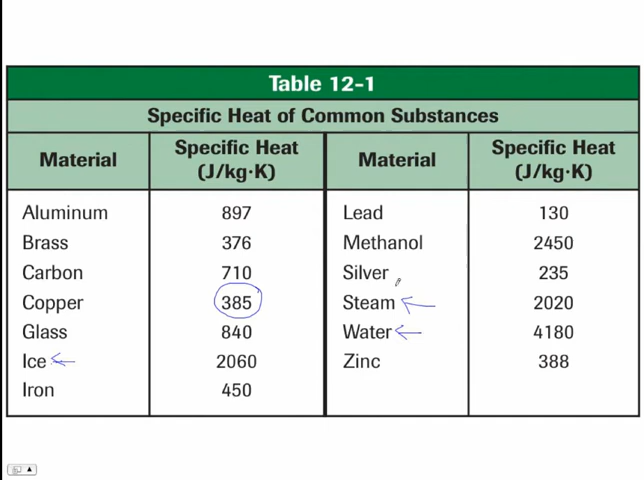 Table 12-1
Specific Heat of Common Substances
Material Specific Heat (J/kg·K) Material Specific Heat (J/kg·K)
Aluminum 897 Lead 130
Brass 376 Methanol 2450
Carbon 710 Silver 235
Copper 385 Steam 2020
Glass 840 Water 4180
Ice 2060 Zinc 388
Iron 450